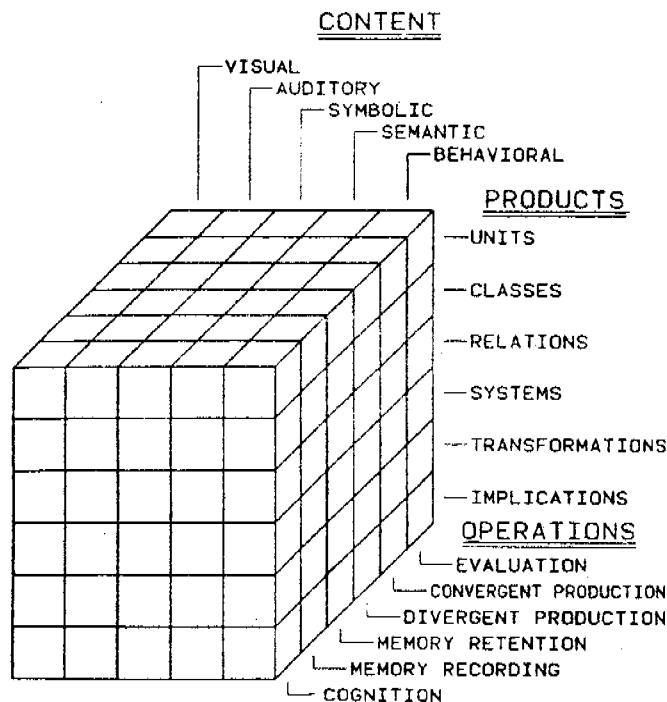 CONTENT
VISUAL
AUDITORY
SYMBOLIC
SEMANTIC
BEHAVIORAL
PRODUCTS
UNITS
CLASSES
RELATIONS
SYSTEMS
TRANSFORMATIONS
IMPLICATIONS
OPERATIONS
EVALUATION
CONVERGENT PRODUCTION
DIVERGENT PRODUCTION
MEMORY RETENTION
MEMORY RECORDING
COGNITION